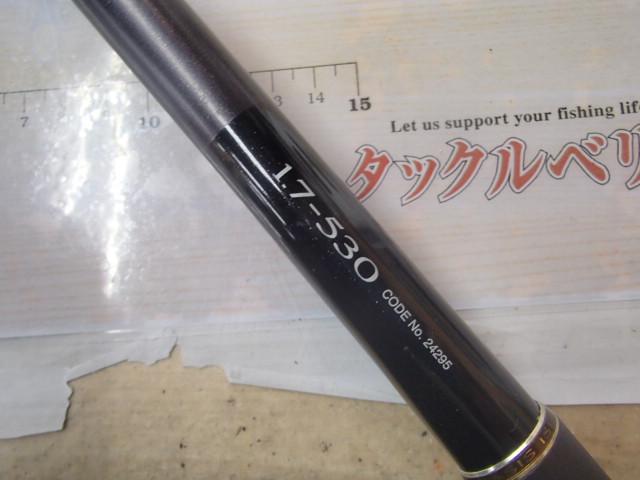 7 10 13 14 15
Let us support your fishing life
タックルベリ
1.7-530
CODE No. 24295